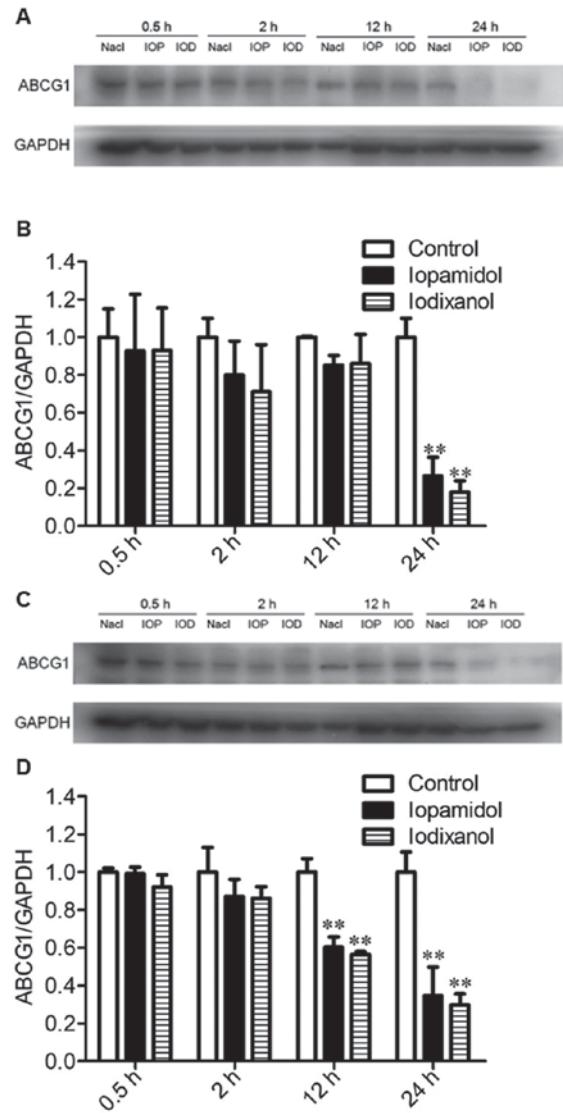 A
0.5 h 2 h 12 h 24 h
Nacl IOP IOD Nacl IOP IOD Nacl IOP IOD Nacl IOP IOD
ABCG1
GAPDH
B
Control
Iopamidol
Iodixanol
ABCG1/GAPDH
1.4
1.2
1.0
0.8
0.6
0.4
0.2
0.0
** **
0.5 h 2 h 12 h 24 h
C
0.5 h 2 h 12 h 24 h
Nacl IOP IOD Nacl IOP IOD Nacl IOP IOD Nacl IOP IOD
ABCG1
GAPDH
D
Control
Iopamidol
Iodixanol
ABCG1/GAPDH
1.4
1.2
1.0
0.8
0.6
0.4
0.2
0.0
** ** ** **
0.5 h 2 h 12 h 24 h